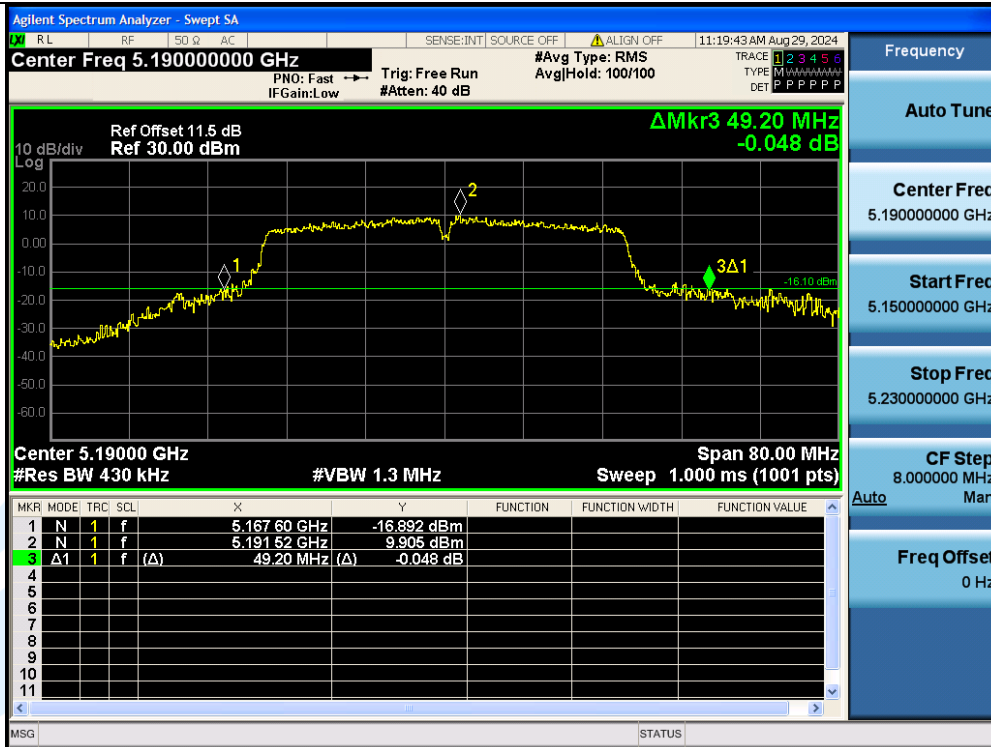 Agilent Spectrum Analyzer - Swept SA
LXI RL RF 50 Ω AC SENSE:INT SOURCE OFF ALIGN OFF 11:19:43 AM Aug 29, 2024
Center Freq 5.190000000 GHz
#Avg Type: RMS
TRACE 1 2 3 4 5 6
PNO: Fast
Trig: Free Run
Avg|Hold: 100/100
TYPE M WWWWW
IFGain:Low
#Atten: 40 dB
DET P P P P P P
ΔMkr3 49.20 MHz
-0.048 dB
Ref Offset 11.5 dB
10 dB/div Ref 30.00 dBm
Log
20.0
10.0
0.00
-10.0
-20.0
-30.0
-40.0
-50.0
-60.0
1
2
3Δ1
-16.10 dBm
Center 5.19000 GHz Span 80.00 MHz
#Res BW 430 kHz #VBW 1.3 MHz Sweep 1.000 ms (1001 pts)
MKR MODE TRC SCL X Y FUNCTION FUNCTION WIDTH FUNCTION VALUE
1 N 1 f 5.167 60 GHz -16.892 dBm
2 N 1 f 5.191 52 GHz 9.905 dBm
3 Δ1 1 f (Δ) 49.20 MHz (Δ) -0.048 dB
4
5
6
7
8
9
10
11
MSG STATUS
Frequency
Auto Tune
Center Freq
5.190000000 GHz
Start Freq
5.150000000 GHz
Stop Freq
5.230000000 GHz
CF Step
8.000000 MHz
Auto Man
Freq Offset
0 Hz